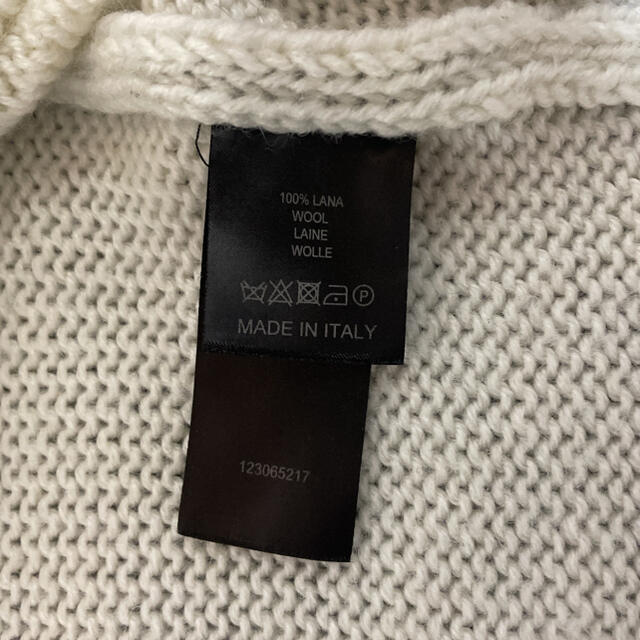 100% LANA
WOOL
LAINE
WOLLE
P
MADE IN ITALY
123065217